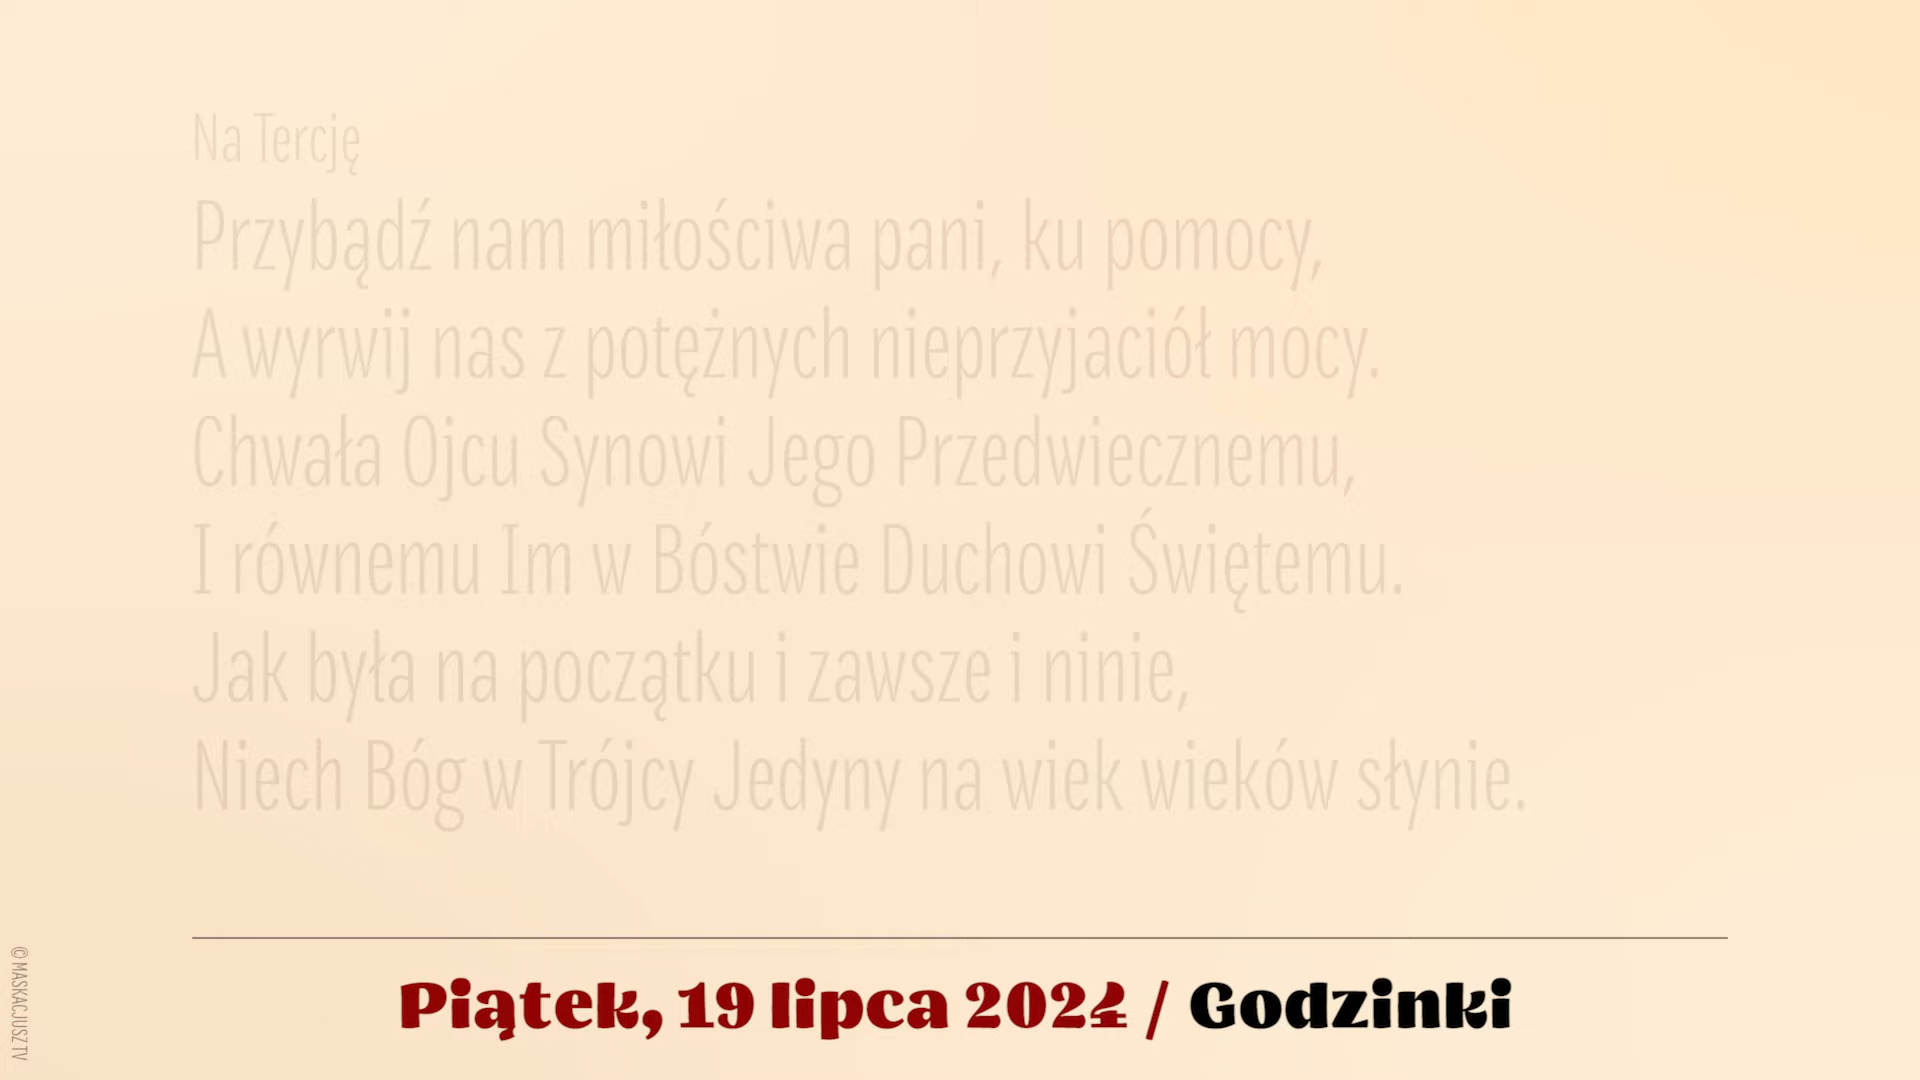 Na Tercję
Przybądź nam miłościwa pani, ku pomocy,
A wyrwij nas z potężnych nieprzyjaciół mocy.
Chwała Ojcu Synowi Jego Przedwiecznemu,
I równemu Im w Bóstwie Duchowi Świętemu.
Jak była na początku i zawsze i ninie,
Niech Bóg w Trójcy Jedyny na wiek wieków słynie.
Piątek, 19 lipca 2024 / Godzinki
© MASKACJUSZ TV